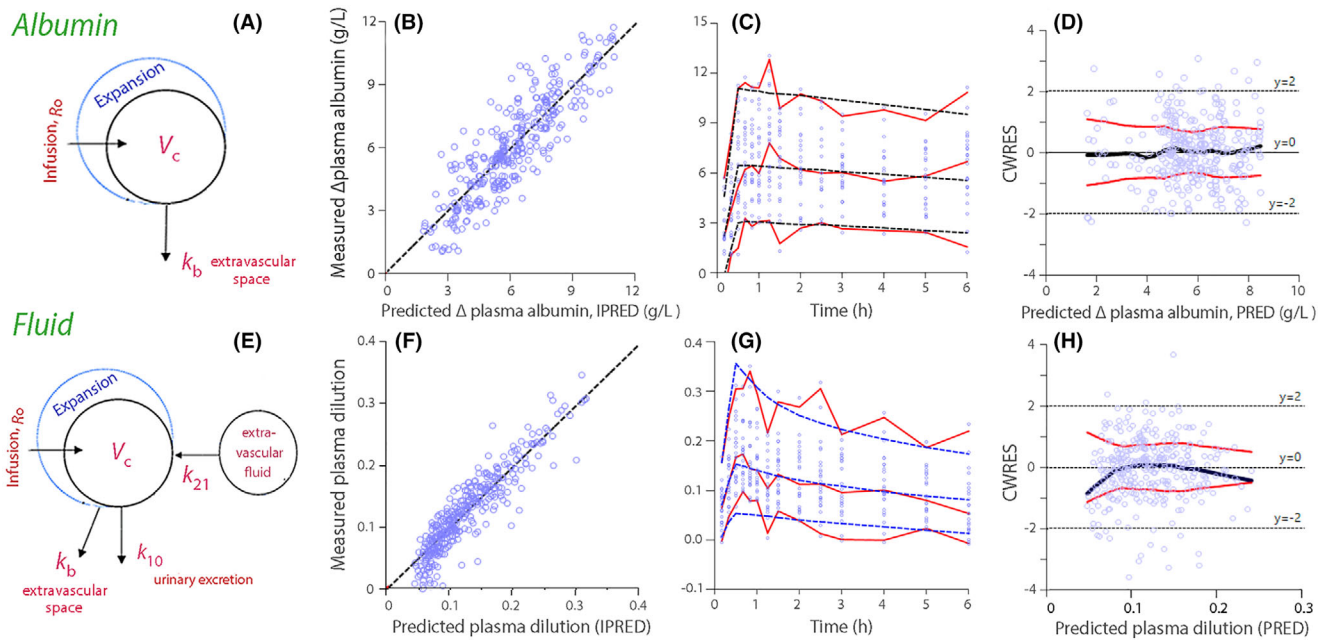 Albumin
(A)
Expansion
Infusion, Ro
Vc
kb extravascular
space
(B)
Measured Δplasma albumin (g/L)
12
9
6
3
0
0 3 6 9 12
Predicted Δ plasma albumin, IPRED (g/L )
(C)
15
12
9
6
3
0
0 1 2 3 4 5 6
Time (h)
(D)
CWRES
4
2
0
-2
-4
y=2
y=0
y=-2
0 2 4 6 8 10
Predicted Δ plasma albumin, PRED (g/L)
Fluid
(E)
Expansion
Infusion, Ro
Vc
extra-
vascular
fluid
k21
kb
extravascular
space
k10
urinary excretion
(F)
Measured plasma dilution
0.4
0.3
0.2
0.1
0
0 0.1 0.2 0.3 0.4
Predicted plasma dilution (IPRED)
(G)
0.4
0.3
0.2
0.1
0.0
-0.1
0 1 2 3 4 5 6
Time (h)
(H)
CWRES
4
2
0
-2
-4
y=2
y=0
y=-2
0 0.1 0.2 0.3
Predicted plasma dilution (PRED)